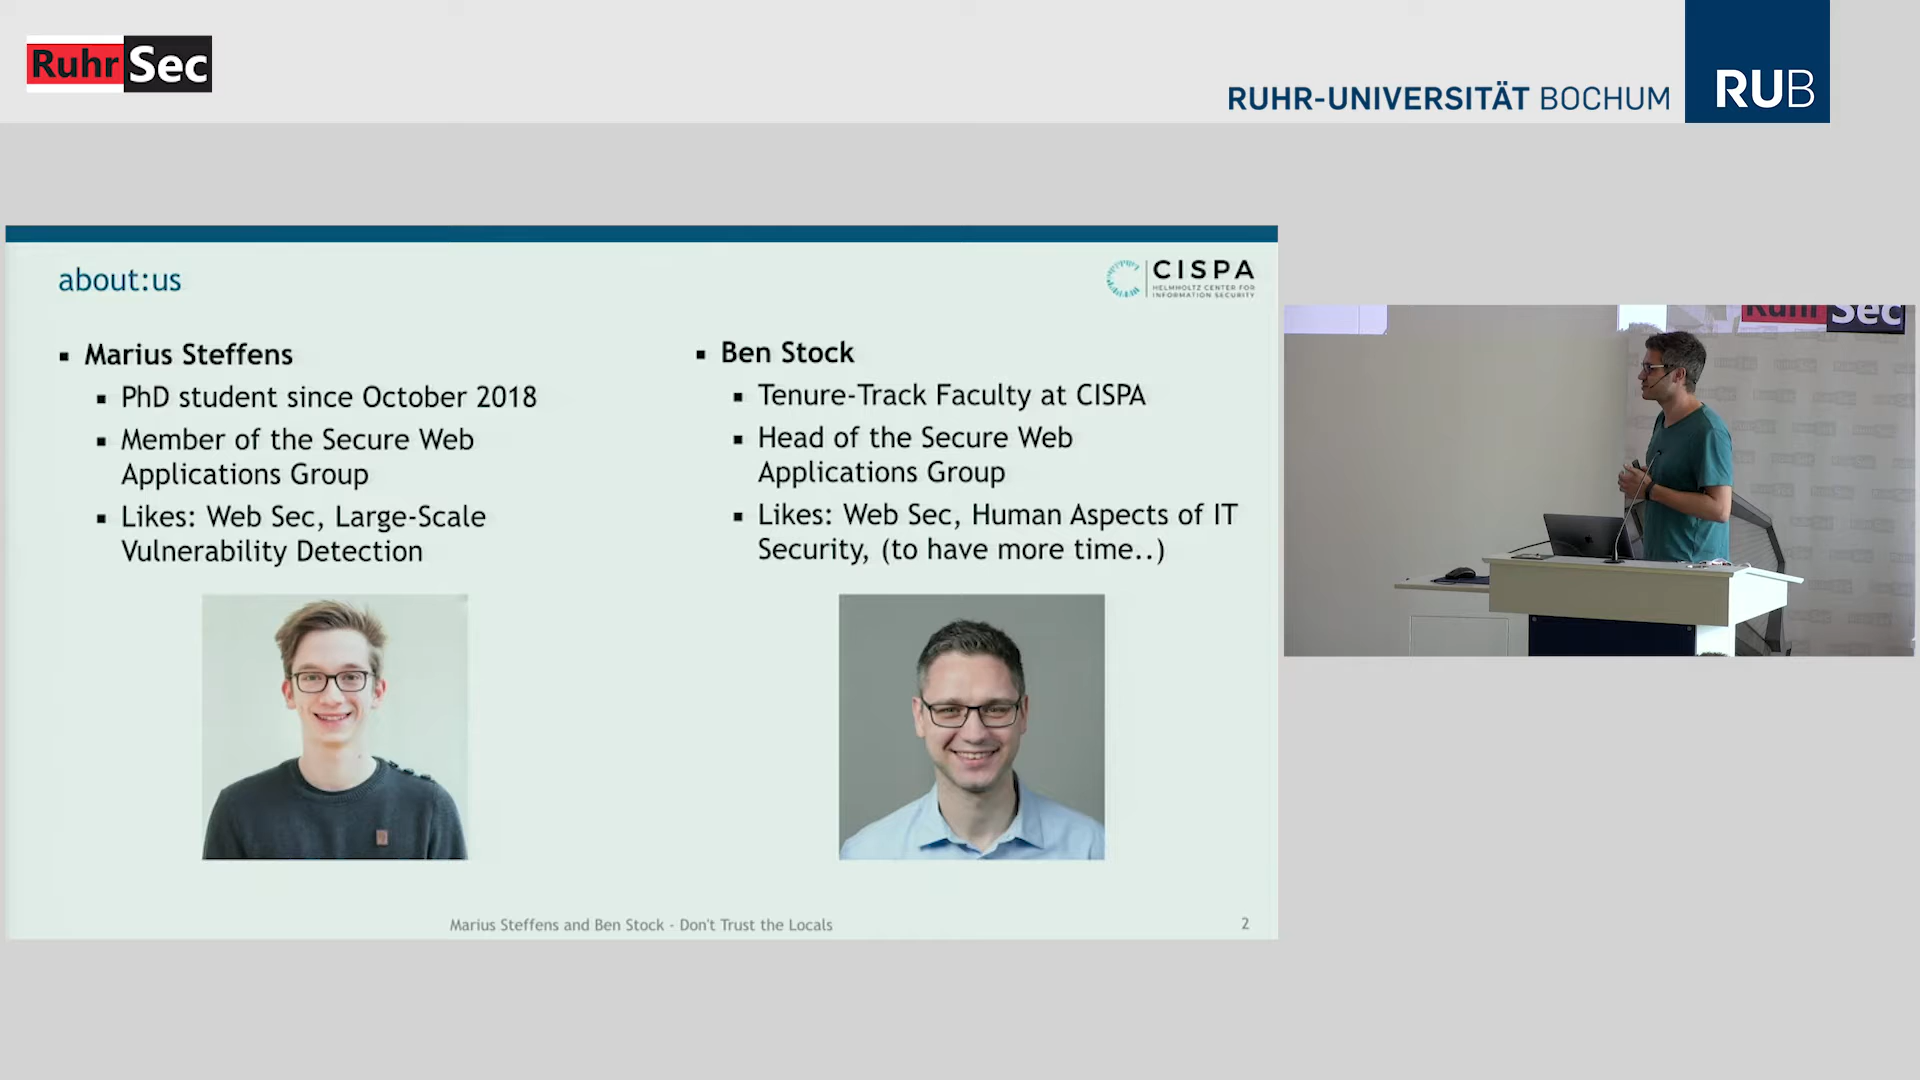 RuhrSec
RUHR-UNIVERSITÄT BOCHUM
RUB
about:us
CISPA
HELMHOLTZ CENTER FOR
INFORMATION SECURITY
▪ Marius Steffens
▪ PhD student since October 2018
▪ Member of the Secure Web
Applications Group
▪ Likes: Web Sec, Large-Scale
Vulnerability Detection
▪ Ben Stock
▪ Tenure-Track Faculty at CISPA
▪ Head of the Secure Web
Applications Group
▪ Likes: Web Sec, Human Aspects of IT
Security, (to have more time..)
Marius Steffens and Ben Stock - Don't Trust the Locals
2
RuhrSec